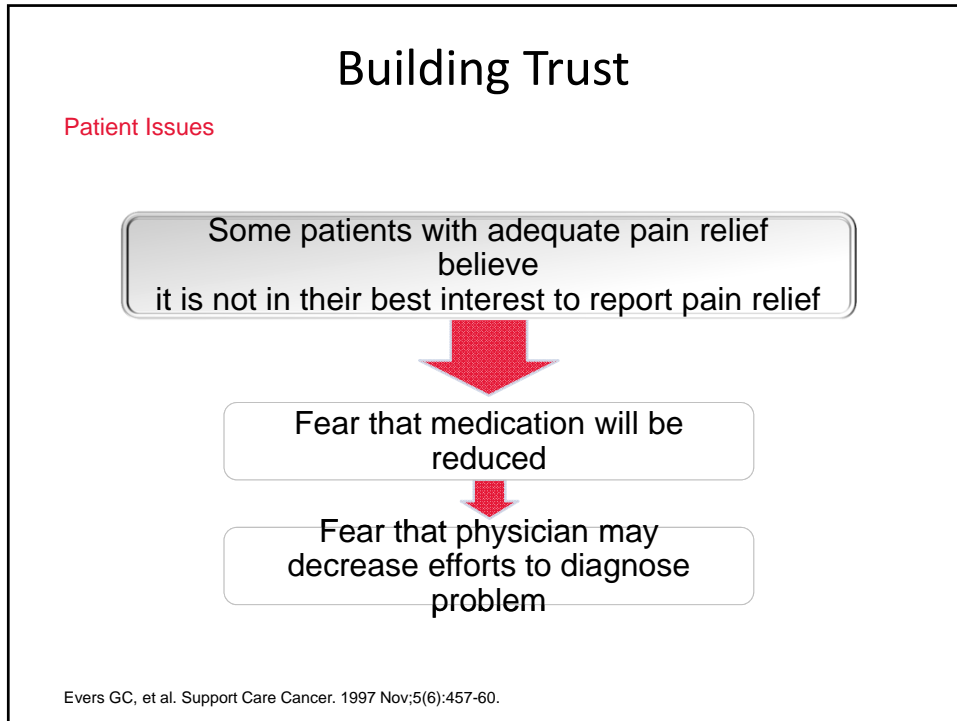 Building Trust
Patient Issues
Some patients with adequate pain relief
believe
it is not in their best interest to report pain relief
Fear that medication will be
reduced
Fear that physician may
decrease efforts to diagnose
problem
Evers GC, et al. Support Care Cancer. 1997 Nov;5(6):457-60.